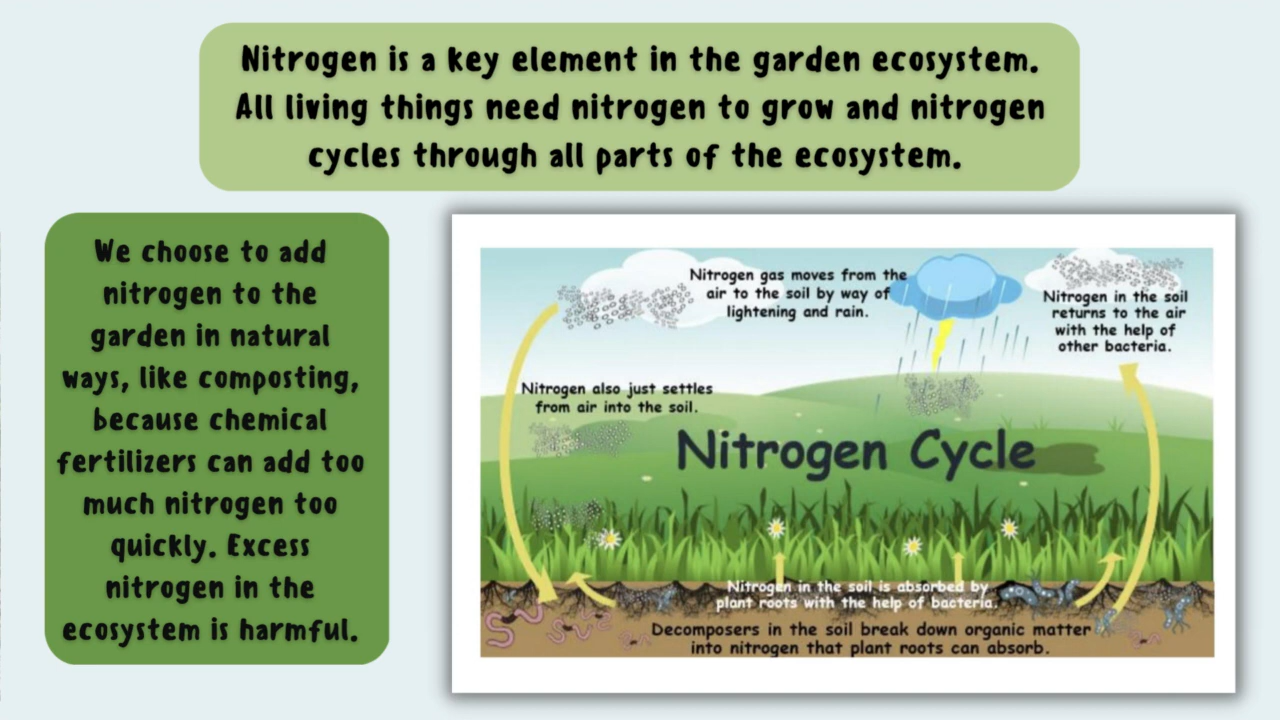 Nitrogen is a key element in the garden ecosystem.
All living things need nitrogen to grow and nitrogen
cycles through all parts of the ecosystem.
We choose to add
nitrogen to the
garden in natural
ways, like composting,
because chemical
fertilizers can add too
much nitrogen too
quickly. Excess
nitrogen in the
ecosystem is harmful.
Nitrogen gas moves from the
air to the soil by way of
lightening and rain.
Nitrogen in the soil
returns to the air
with the help of
other bacteria.
Nitrogen also just settles
from air into the soil.
Nitrogen Cycle
Nitrogen in the soil is absorbed by
plant roots with the help of bacteria.
Decomposers in the soil break down organic matter
into nitrogen that plant roots can absorb.